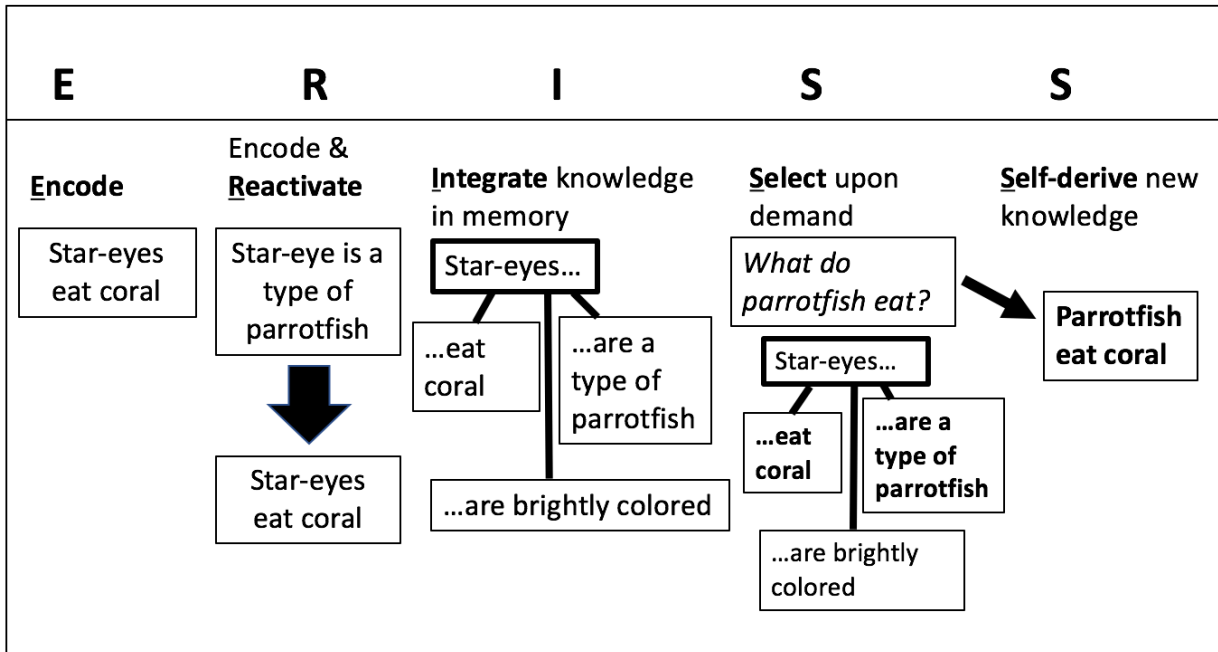 E R I S S
Encode
Star-eyes
eat coral
Encode &
Reactivate
Star-eye is a
type of
parrotfish
Star-eyes
eat coral
Integrate knowledge
in memory
Star-eyes...
...eat
coral
...are a
type of
parrotfish
...are brightly colored
Select upon
demand
What do
parrotfish eat?
Star-eyes...
...eat
coral
...are a
type of
parrotfish
...are brightly
colored
Self-derive new
knowledge
Parrotfish
eat coral